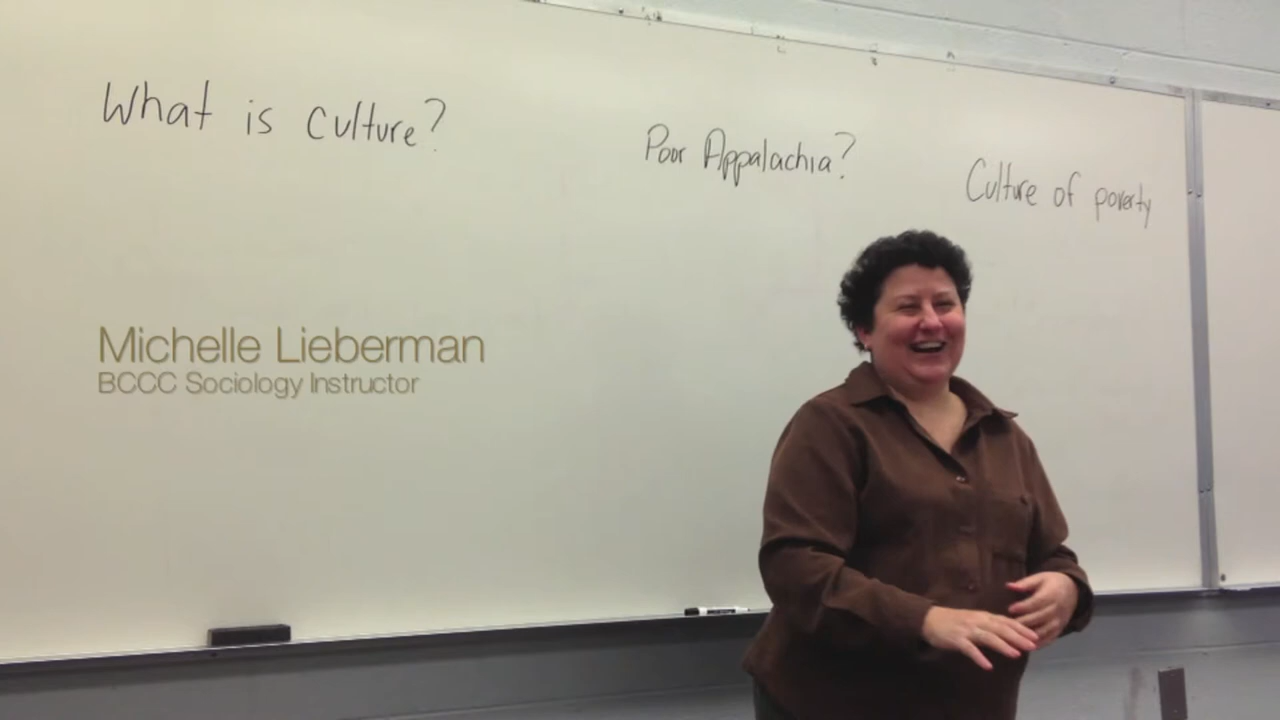 What is culture?
Poor Appalachia?
Culture of poverty
Michelle Lieberman
BCCC Sociology Instructor